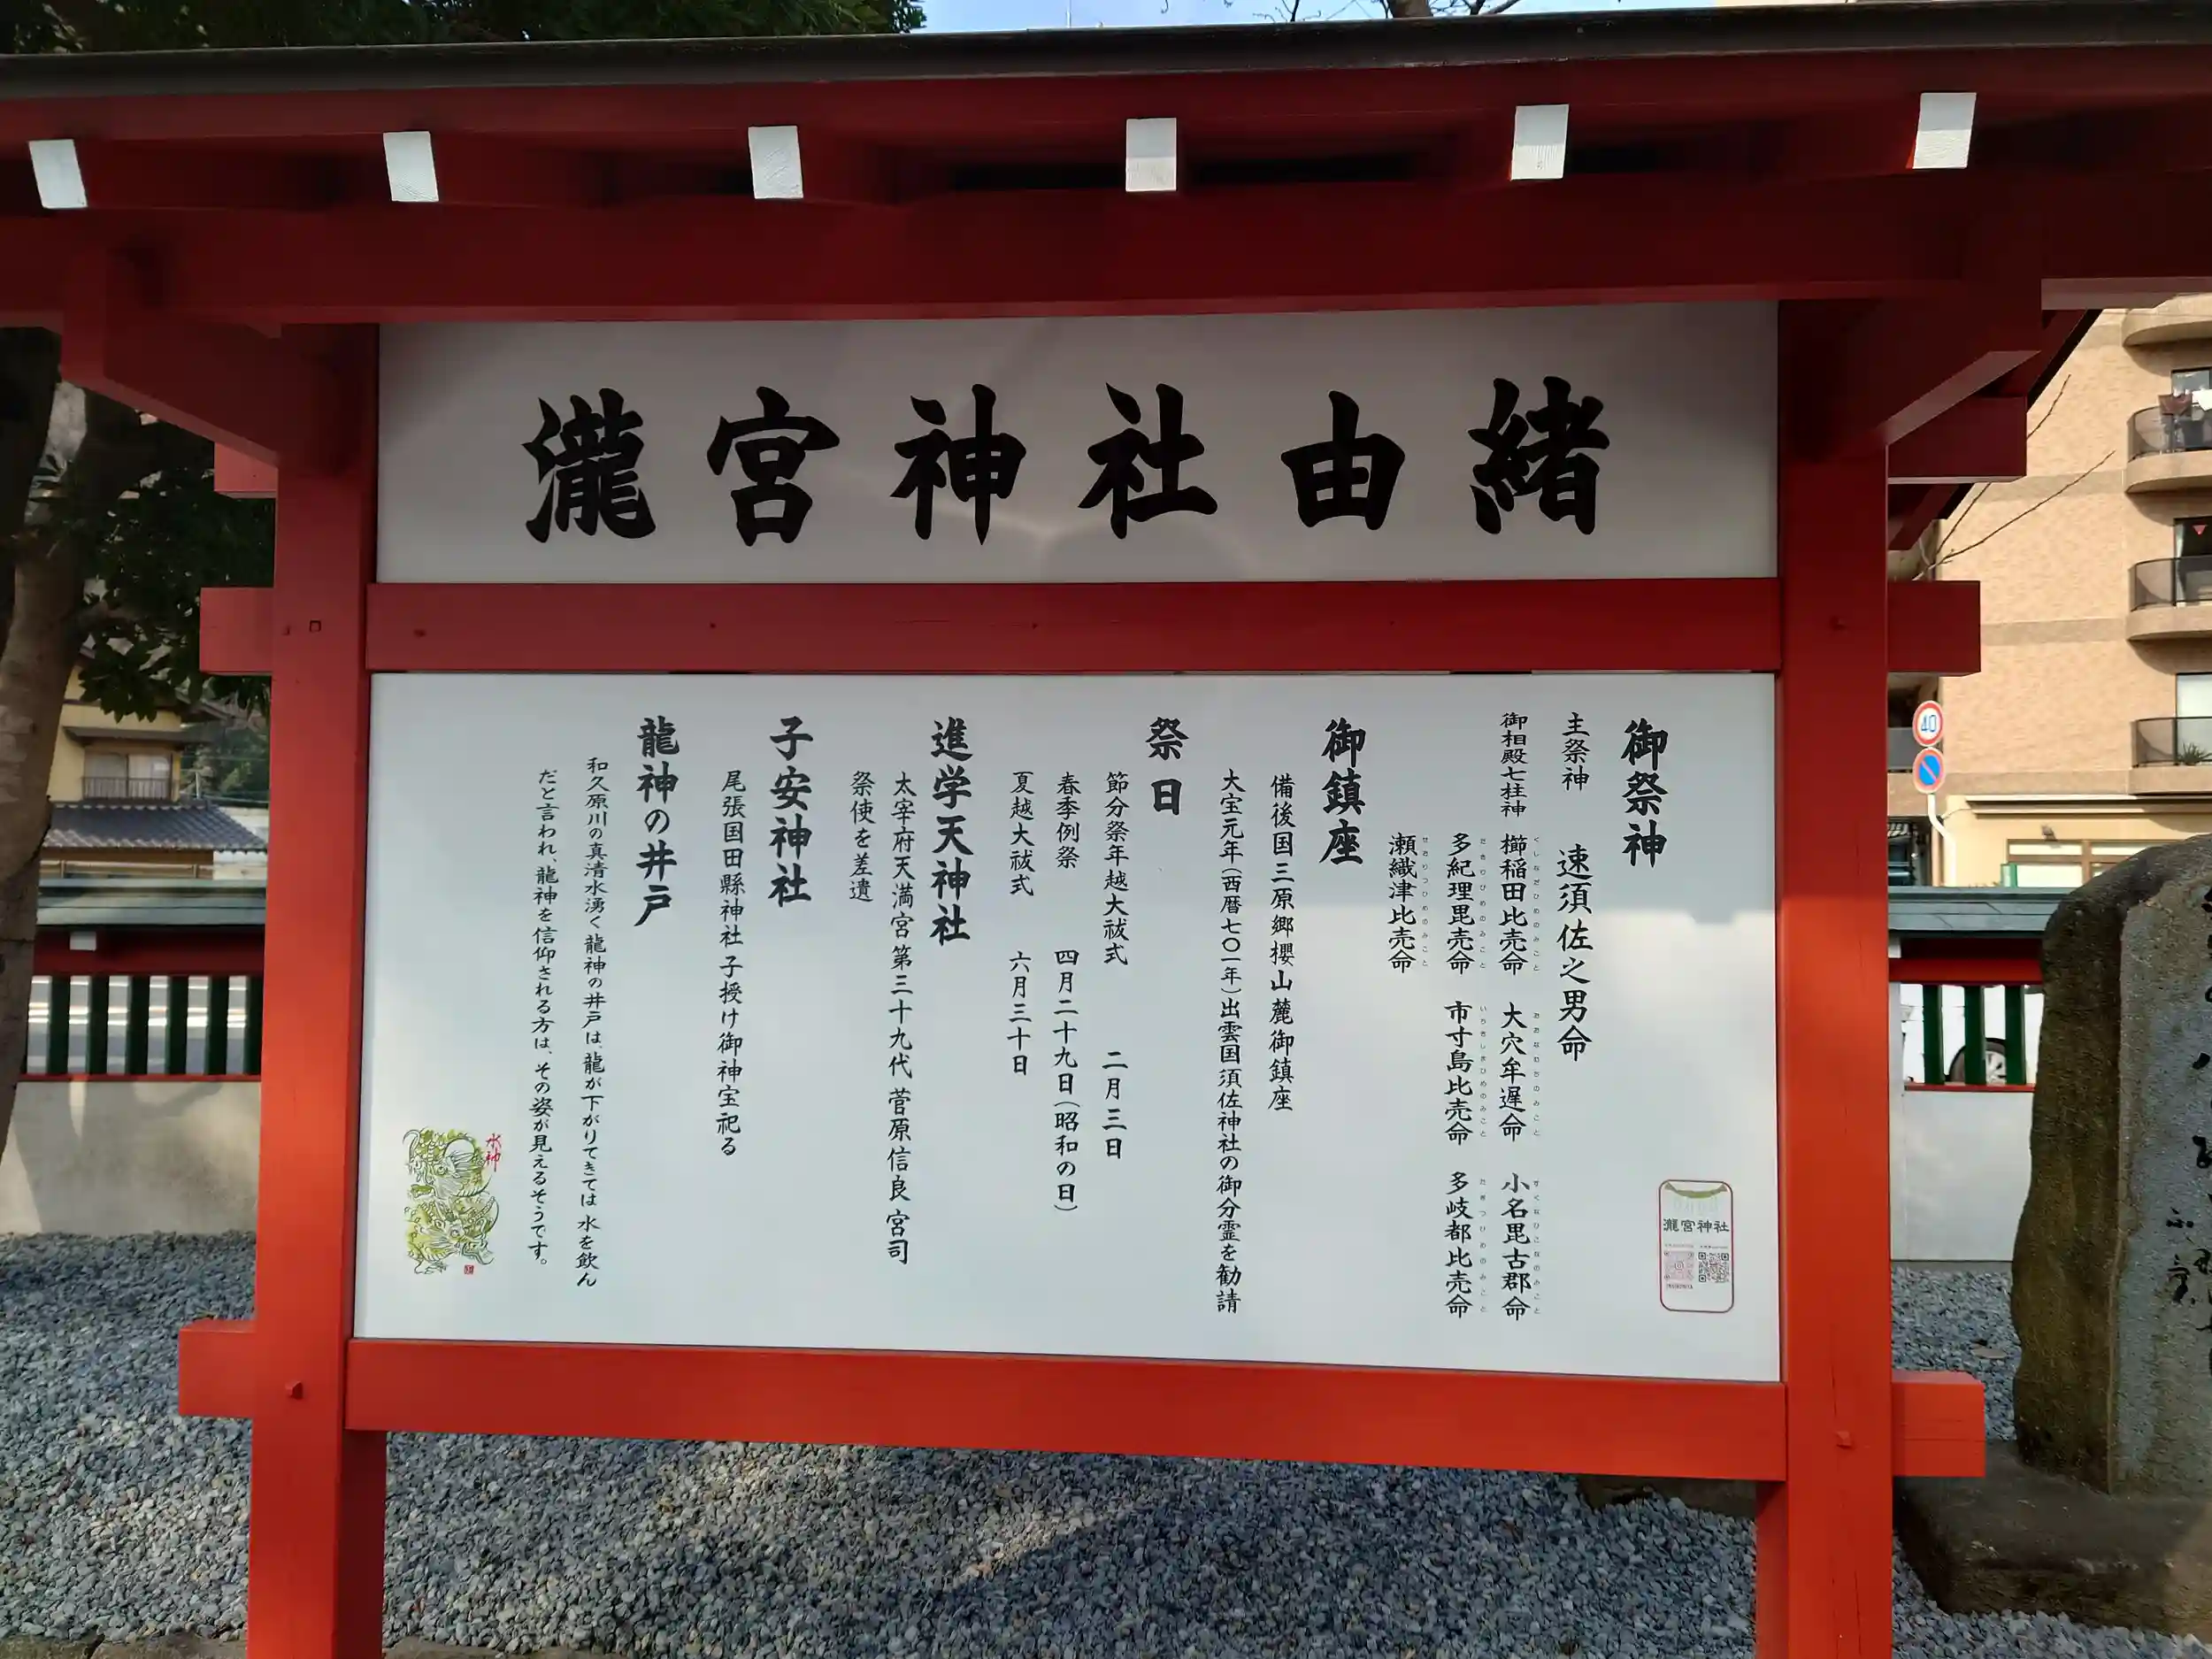 瀧宮神社由緒
御祭神
主祭神 速須佐之男命
御相殿七柱神 櫛稲田比売命 大穴牟遅命 小名毘古那命
多紀理毘売命 市寸島比売命 多岐都比売命
瀬織津比売命
御鎮座
備後国三原郷櫻山麓御鎮座
大宝元年(西暦七〇一年)出雲国須佐神社の御分霊を勧請
祭日
節分祭年越大祓式 二月三日
春季例祭 四月二十九日(昭和の日)
夏越大祓式 六月三十日
進学天神社
太宰府天満宮 第三十九代 菅原信良 宮司
祭使を差遣
子安神社
尾張国田縣神社 子授け御神宝祀る
龍神の井戸
和久原川の真清水湧く龍神の井戸は、龍が下がりてきては 水を飲ん
だと言われ、龍神を信仰される方は、その姿が見えるそうです。
水神
瀧宮神社
40